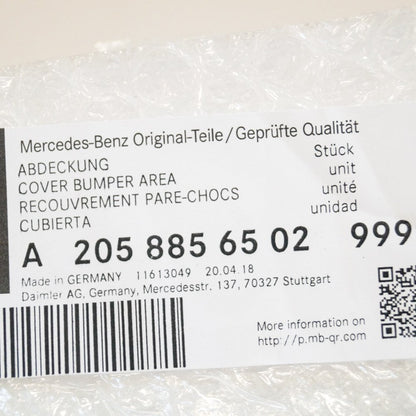 Mercedes-Benz Original-Teile/Geprüfte Qualität
ABDECKUNG Stück
COVER BUMPER AREA unit
RECOUVREMENT PARE-CHOCS unité
CUBIERTA unidad
A 205 885 65 02 999
Made in GERMANY 11613049 20.04.18
Daimler AG, Germany, Mercedesstr. 137, 70327 Stuttgart
More information on
http://p.mb-qr.com/